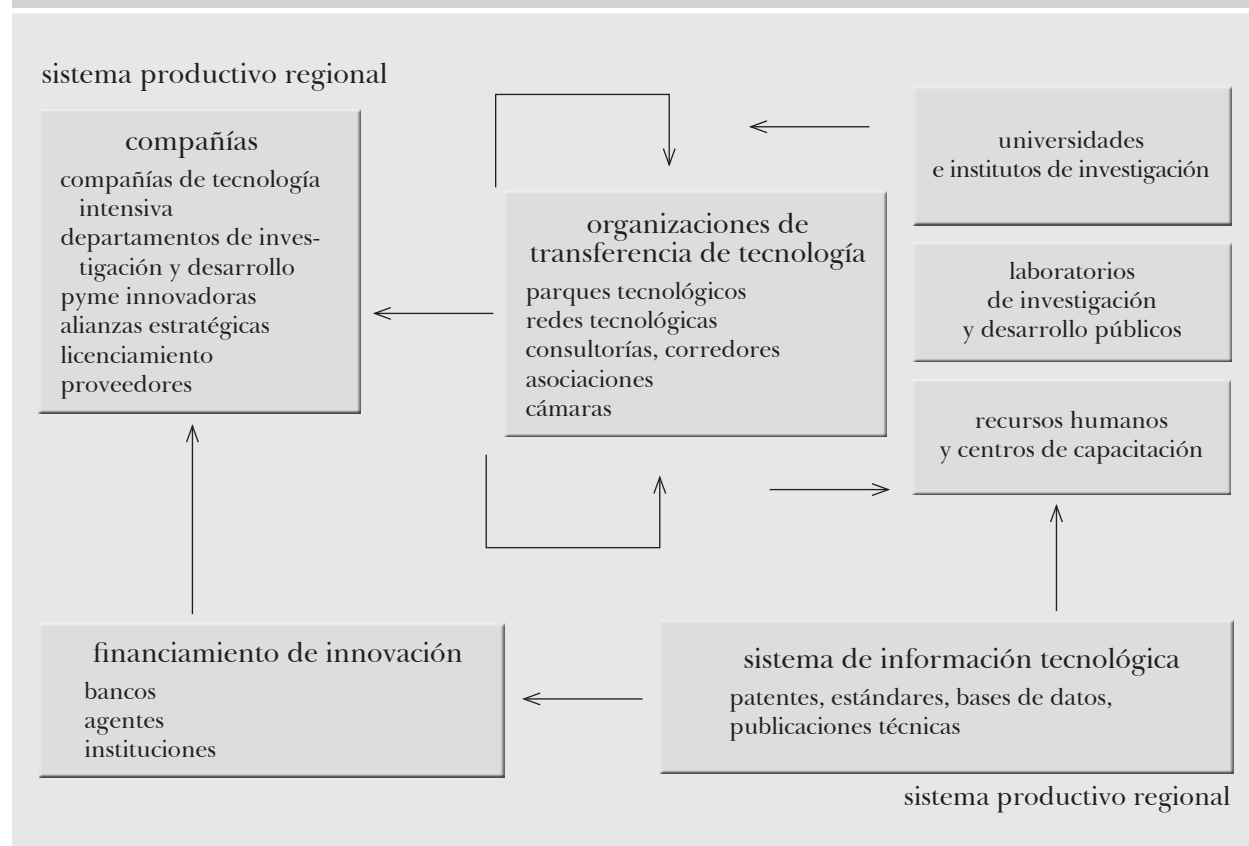 sistema productivo regional
compañías
compañías de tecnología
intensiva
departamentos de inves-
tigación y desarrollo
pyme innovadoras
alianzas estratégicas
licenciamiento
proveedores
organizaciones de
transferencia de tecnología
parques tecnológicos
redes tecnológicas
consultorías, corredores
asociaciones
cámaras
universidades
e institutos de investigación
laboratorios
de investigación
y desarrollo públicos
recursos humanos
y centros de capacitación
financiamiento de innovación
bancos
agentes
instituciones
sistema de información tecnológica
patentes, estándares, bases de datos,
publicaciones técnicas
sistema productivo regional